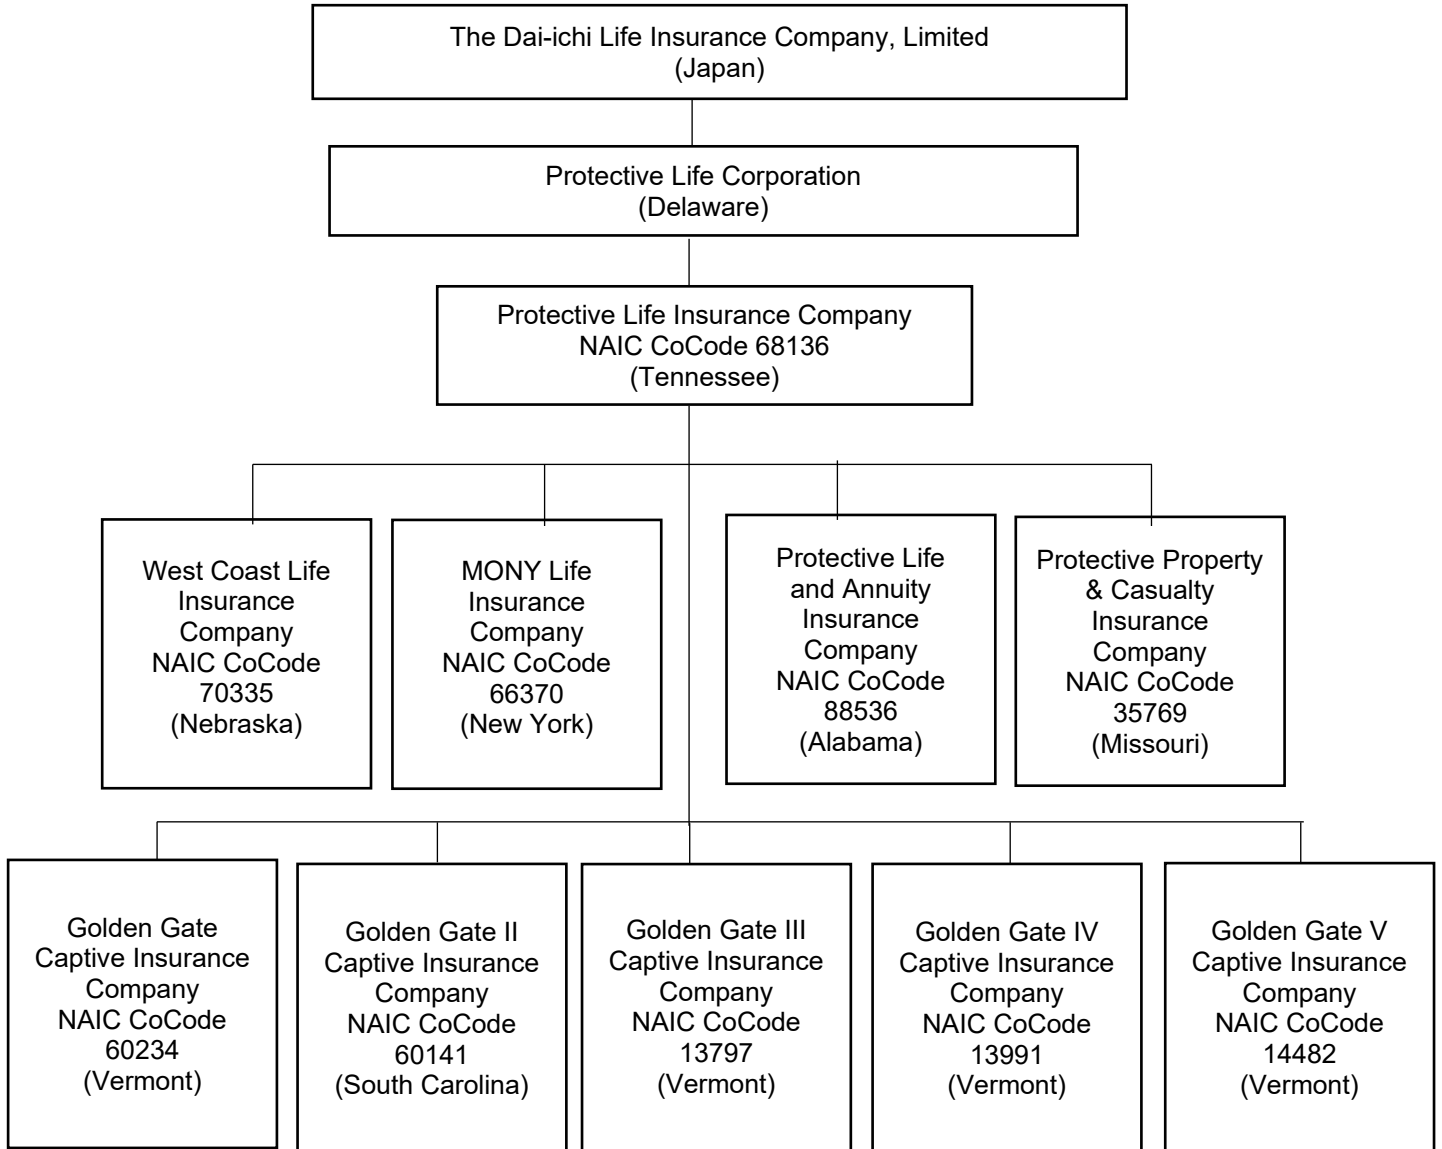 The Dai-ichi Life Insurance Company, Limited
(Japan)
Protective Life Corporation
(Delaware)
Protective Life Insurance Company
NAIC CoCode 68136
(Tennessee)
West Coast Life
Insurance
Company
NAIC CoCode
70335
(Nebraska)
MONY Life
Insurance
Company
NAIC CoCode
66370
(New York)
Protective Life
and Annuity
Insurance
Company
NAIC CoCode
88536
(Alabama)
Protective Property
& Casualty
Insurance
Company
NAIC CoCode
35769
(Missouri)
Golden Gate
Captive Insurance
Company
NAIC CoCode
60234
(Vermont)
Golden Gate II
Captive Insurance
Company
NAIC CoCode
60141
(South Carolina)
Golden Gate III
Captive Insurance
Company
NAIC CoCode
13797
(Vermont)
Golden Gate IV
Captive Insurance
Company
NAIC CoCode
13991
(Vermont)
Golden Gate V
Captive Insurance
Company
NAIC CoCode
14482
(Vermont)